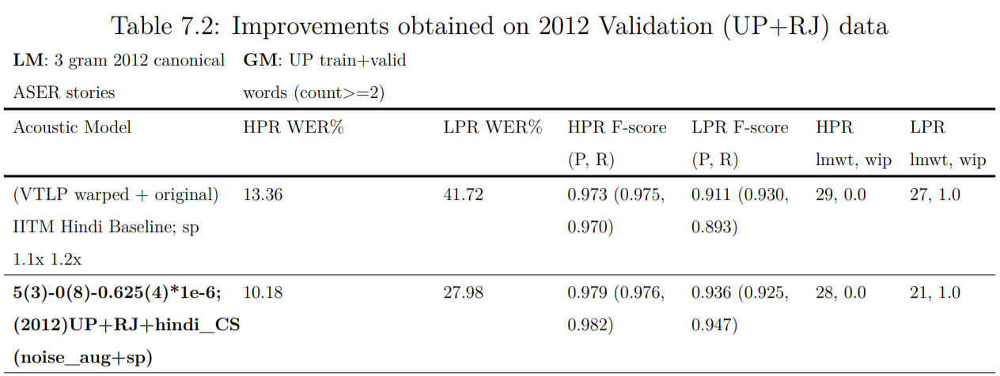 Table 7.2: Improvements obtained on 2012 Validation (UP+RJ) data
LM: 3 gram 2012 canonical GM: UP train+valid
ASER stories words (count>=2)
Acoustic Model HPR WER% LPR WER% HPR F-score LPR F-score HPR LPR
(P, R) (P, R) lmwt, wip lmwt, wip
(VTLP warped + original) 13.36 41.72 0.973 (0.975, 0.911 (0.930, 29, 0.0 27, 1.0
IITM Hindi Baseline; sp 0.970) 0.893)
1.1x 1.2x
5(3)-0(8)-0.625(4)*1e-6; 10.18 27.98 0.979 (0.976, 0.936 (0.925, 28, 0.0 21, 1.0
(2012)UP+RJ+hindi_CS 0.982) 0.947)
(noise_aug+sp)